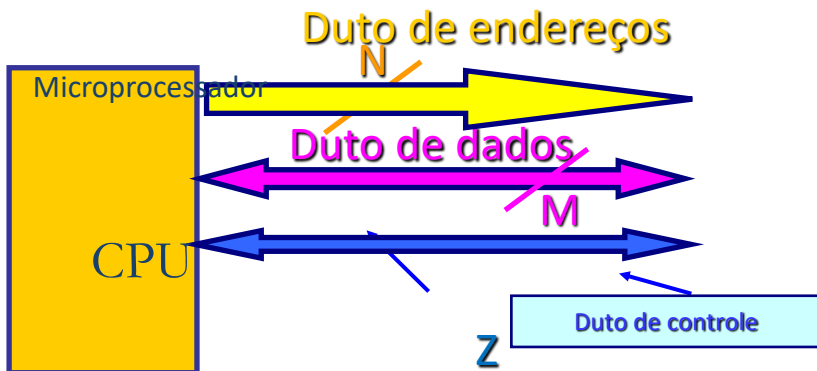 Duto de endereços
N
Microprocessador
Duto de dados
M
CPU
Duto de controle
Z